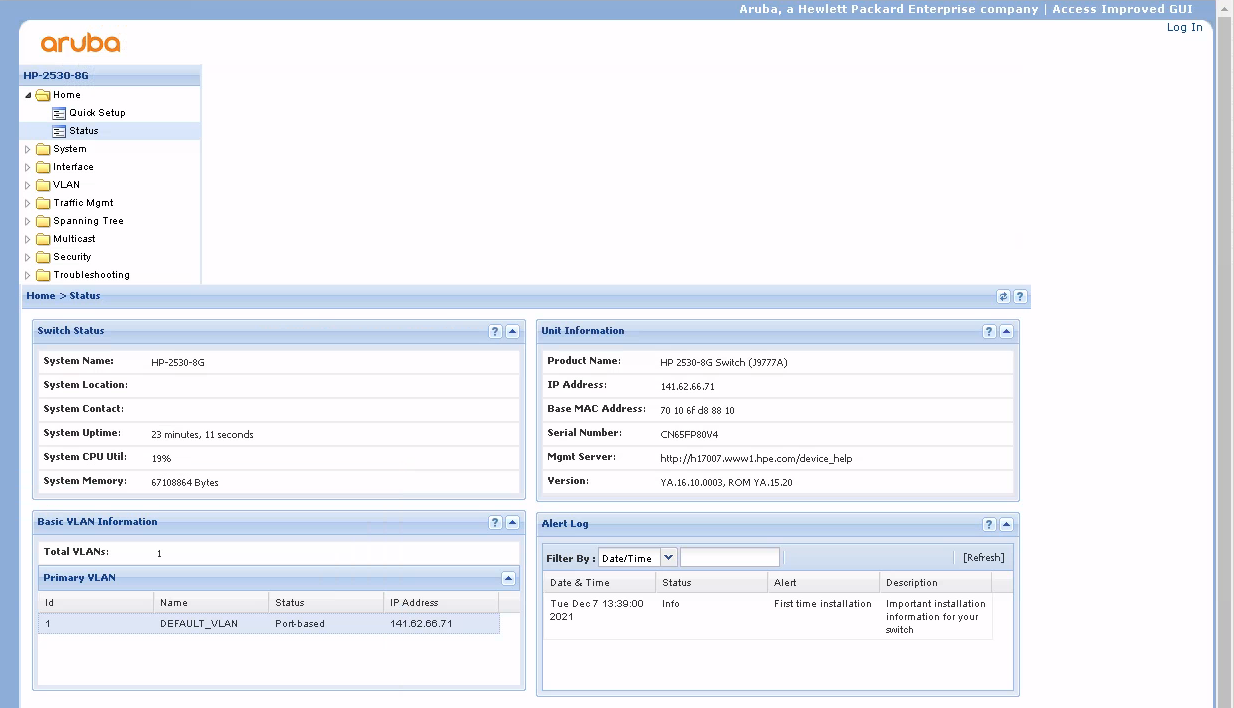 Aruba, a Hewlett Packard Enterprise company | Access Improved GUI
Log In
aruba
HP-2530-8G
Home
Quick Setup
Status
System
Interface
VLAN
Traffic Mgmt
Spanning Tree
Multicast
Security
Troubleshooting
Home > Status
?
Switch Status ?
System Name: HP-2530-8G
System Location:
System Contact:
System Uptime: 23 minutes, 11 seconds
System CPU Util: 19%
System Memory: 67108864 Bytes
Unit Information ?
Product Name: HP 2530-8G Switch (J9777A)
IP Address: 141.62.66.71
Base MAC Address: 70 10 6f d8 88 10
Serial Number: CN65FP80V4
Mgmt Server: http://h17007.www1.hpe.com/device_help
Version: YA.16.10.0003, ROM YA.15.20
Basic VLAN Information ?
Total VLANs: 1
Primary VLAN
Id Name Status IP Address
1 DEFAULT_VLAN Port-based 141.62.66.71
Alert Log ?
Filter By : Date/Time [Refresh]
Date & Time Status Alert Description
Tue Dec 7 13:39:00 Info First time installation Important installation
2021 information for your
switch